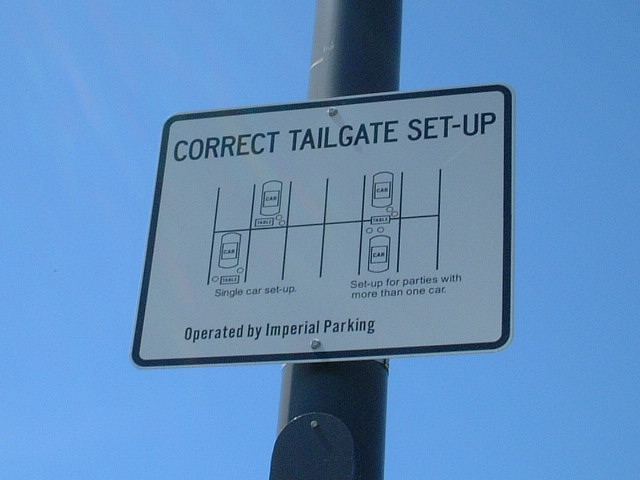 CORRECT TAILGATE SET-UP
CAR
CAR
TABLE
TABLE
CAR
CAR
TABLE
Single car set-up.
Set-up for parties with
more than one car.
Operated by Imperial Parking